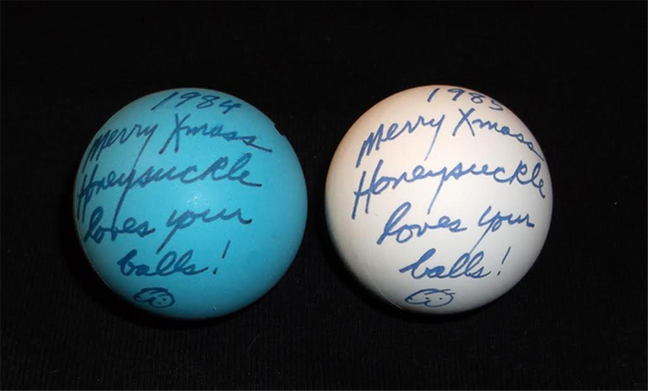 1984
Merry Xmass
Honeysuckle
loves your
balls!
1985
Merry Xmass
Honeysuckle
loves your
balls!